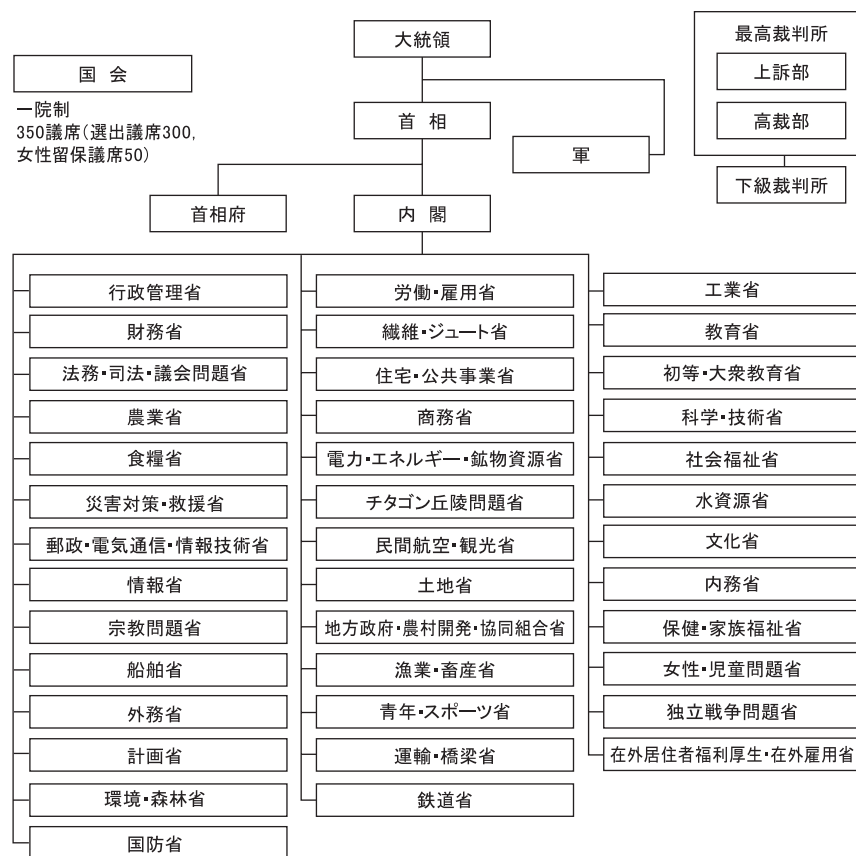 大統領
国 会
一院制
350議席（選出議席300,
女性留保議席50）
首 相
軍
最高裁判所
上訴部
高裁部
下級裁判所
首相府
内 閣
行政管理省
財務省
法務・司法・議会問題省
農業省
食糧省
災害対策・救援省
郵政・電気通信・情報技術省
情報省
宗教問題省
船舶省
外務省
計画省
環境・森林省
国防省
労働・雇用省
繊維・ジュート省
住宅・公共事業省
商務省
電力・エネルギー・鉱物資源省
チタゴン丘陵問題省
民間航空・観光省
土地省
地方政府・農村開発・協同組合省
漁業・畜産省
青年・スポーツ省
運輸・橋梁省
鉄道省
工業省
教育省
初等・大衆教育省
科学・技術省
社会福祉省
水資源省
文化省
内務省
保健・家族福祉省
女性・児童問題省
独立戦争問題省
在外居住者福利厚生・在外雇用省